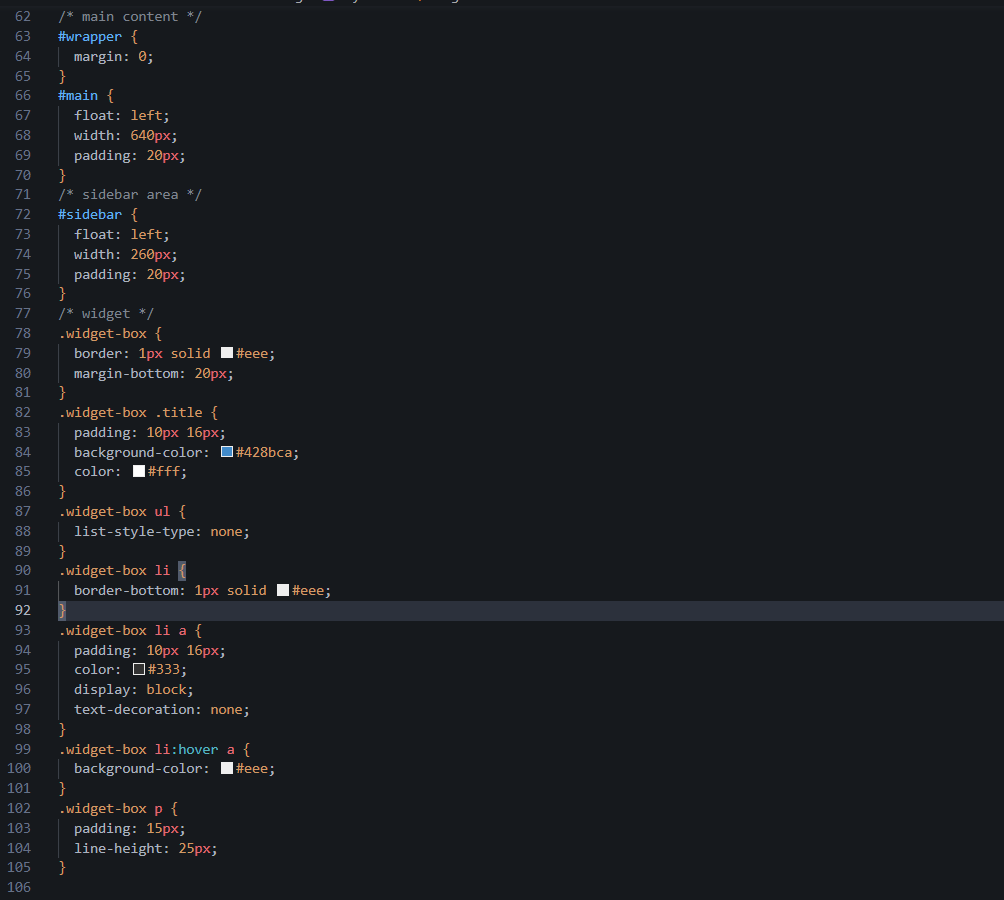 62 /* main content */
63 #wrapper {
64 margin: 0;
65 }
66 #main {
67 float: left;
68 width: 640px;
69 padding: 20px;
70 }
71 /* sidebar area */
72 #sidebar {
73 float: left;
74 width: 260px;
75 padding: 20px;
76 }
77 /* widget */
78 .widget-box {
79 border: 1px solid #eee;
80 margin-bottom: 20px;
81 }
82 .widget-box .title {
83 padding: 10px 16px;
84 background-color: #428bca;
85 color: #fff;
86 }
87 .widget-box ul {
88 list-style-type: none;
89 }
90 .widget-box li {
91 border-bottom: 1px solid #eee;
92 }
93 .widget-box li a {
94 padding: 10px 16px;
95 color: #333;
96 display: block;
97 text-decoration: none;
98 }
99 .widget-box li:hover a {
100 background-color: #eee;
101 }
102 .widget-box p {
103 padding: 15px;
104 line-height: 25px;
105 }
106